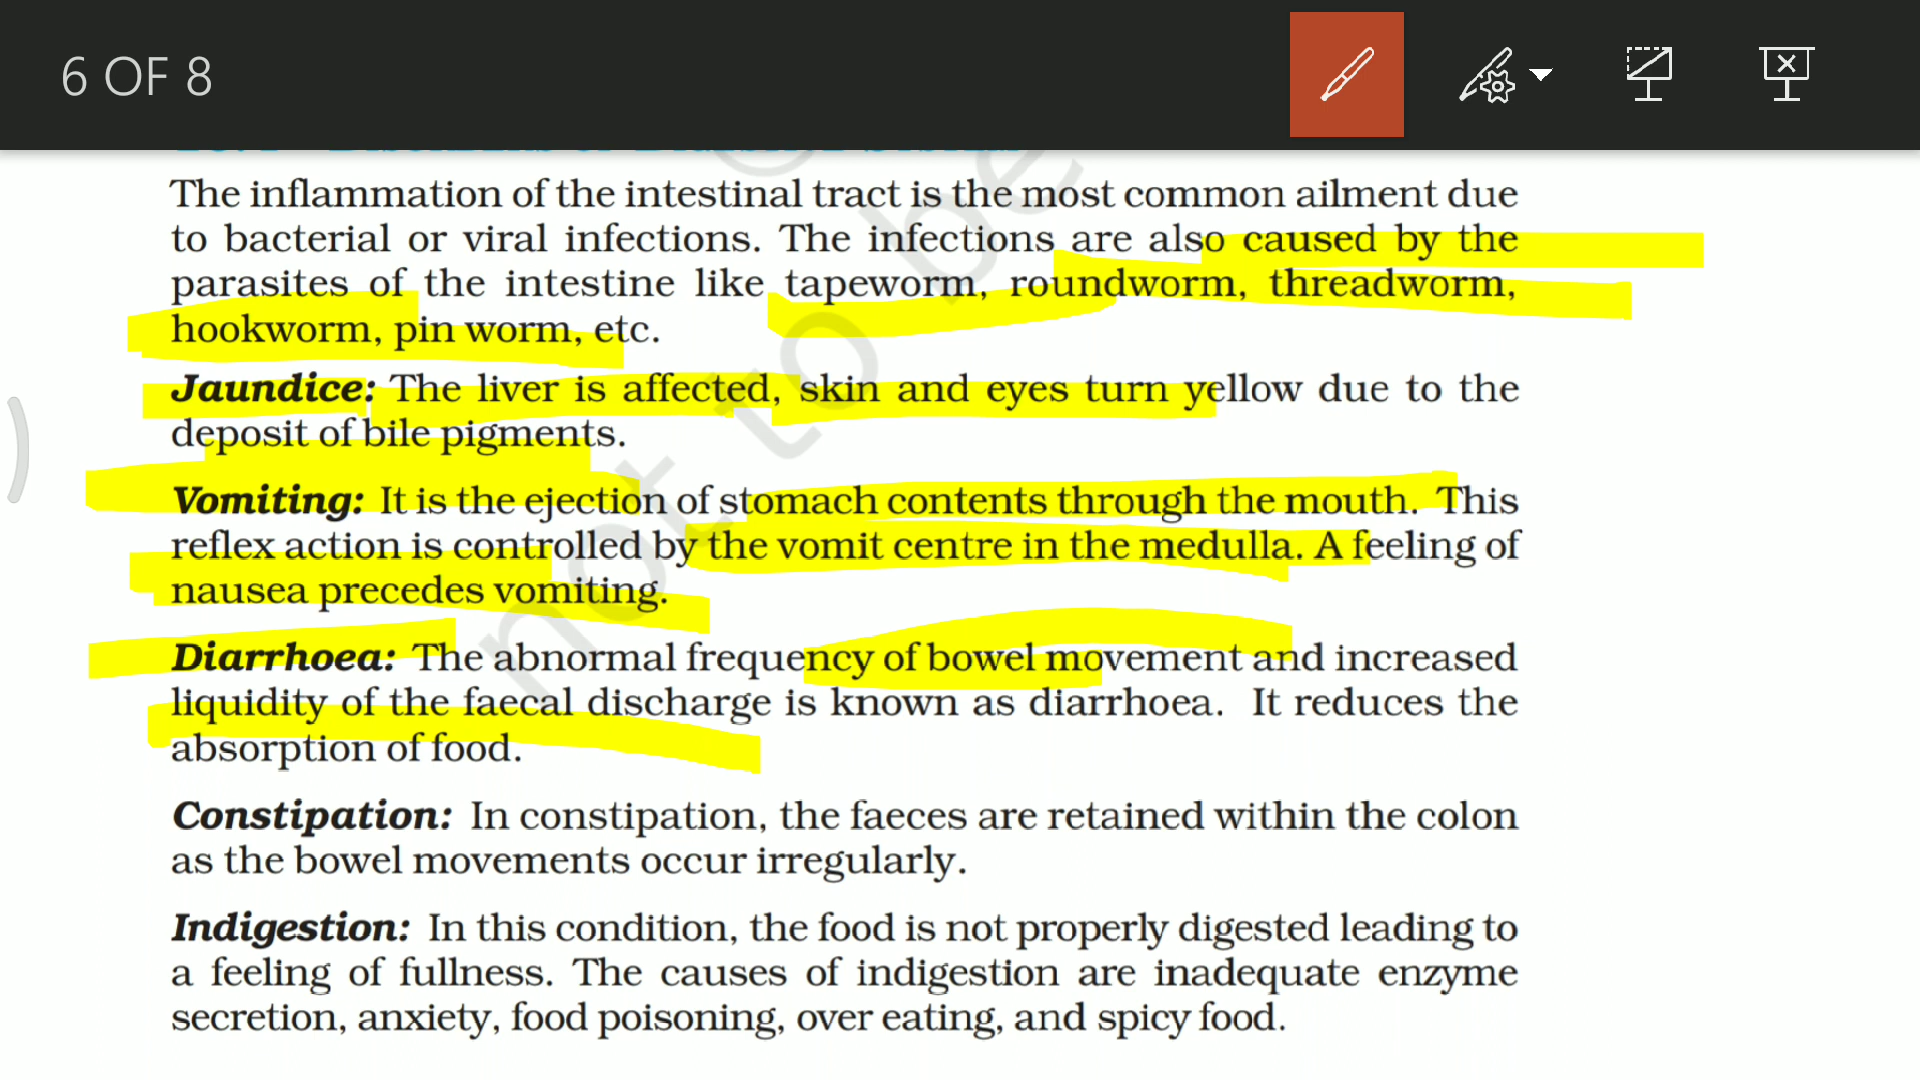 6 OF 8
The inflammation of the intestinal tract is the most common ailment due
to bacterial or viral infections. The infections are also caused by the
parasites of the intestine like tapeworm, roundworm, threadworm,
hookworm, pin worm, etc.
Jaundice: The liver is affected, skin and eyes turn yellow due to the
deposit of bile pigments.
Vomiting: It is the ejection of stomach contents through the mouth. This
reflex action is controlled by the vomit centre in the medulla. A feeling of
nausea precedes vomiting.
Diarrhoea: The abnormal frequency of bowel movement and increased
liquidity of the faecal discharge is known as diarrhoea. It reduces the
absorption of food.
Constipation: In constipation, the faeces are retained within the colon
as the bowel movements occur irregularly.
Indigestion: In this condition, the food is not properly digested leading to
a feeling of fullness. The causes of indigestion are inadequate enzyme
secretion, anxiety, food poisoning, over eating, and spicy food.
not to be